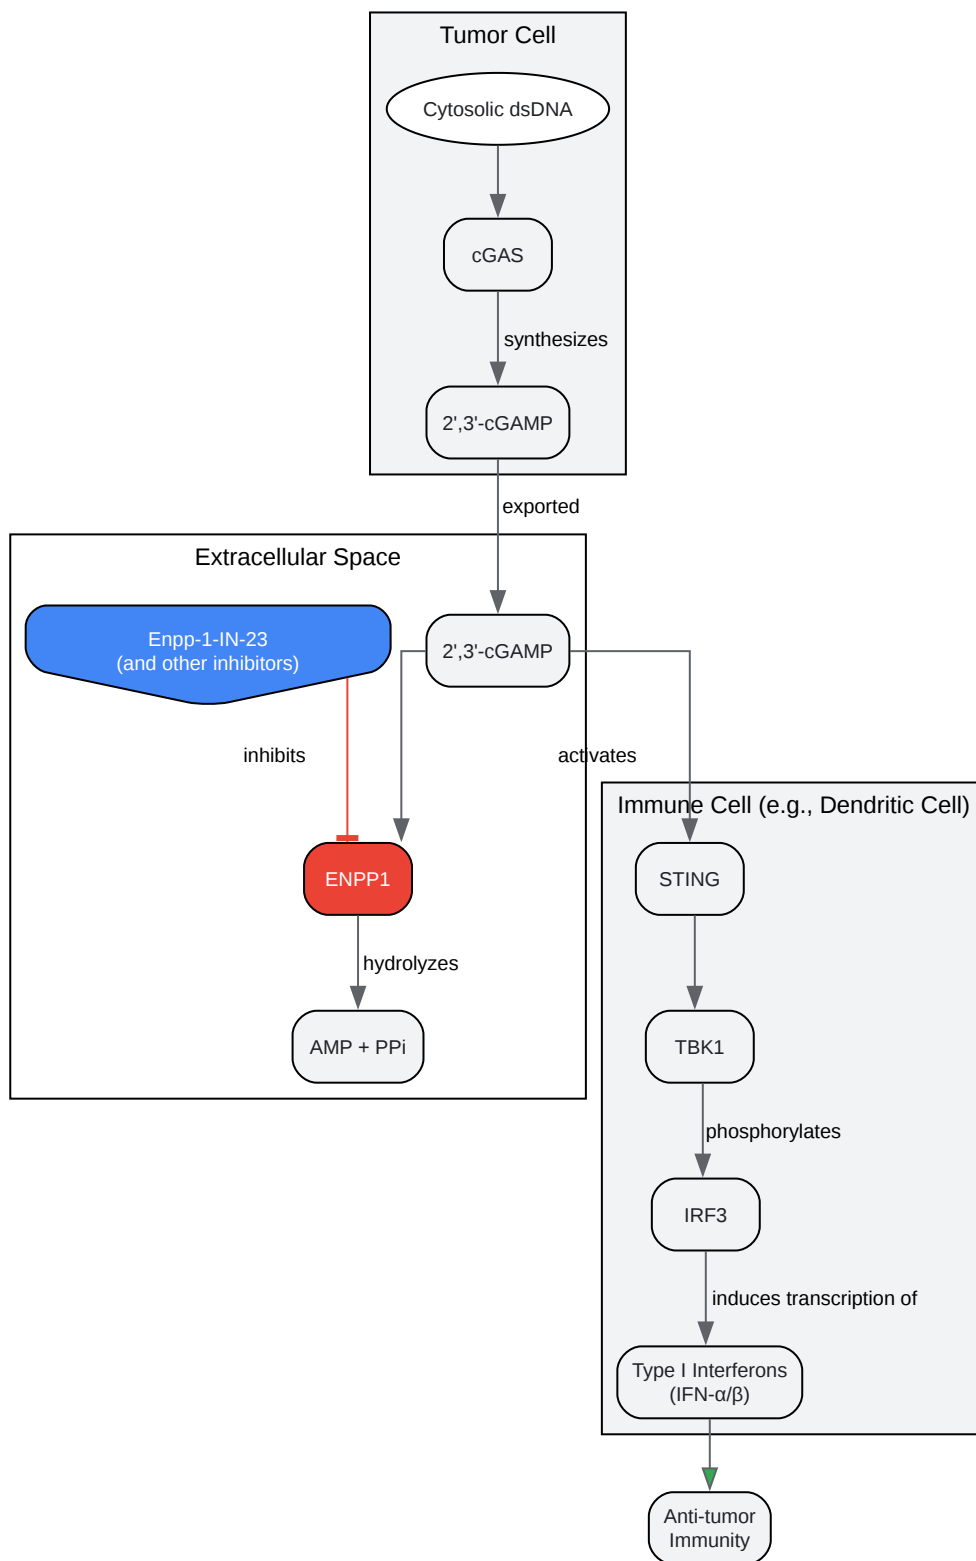 Tumor Cell
Cytosolic dsDNA
cGAS
synthesizes
2',3'-cGAMP
exported
Extracellular Space
Enpp-1-IN-23
(and other inhibitors)
2',3'-cGAMP
inhibits
activates
Immune Cell (e.g., Dendritic Cell)
ENPP1
STING
hydrolyzes
AMP + PPi
TBK1
phosphorylates
IRF3
induces transcription of
Type I Interferons
(IFN-α/β)
Anti-tumor
Immunity